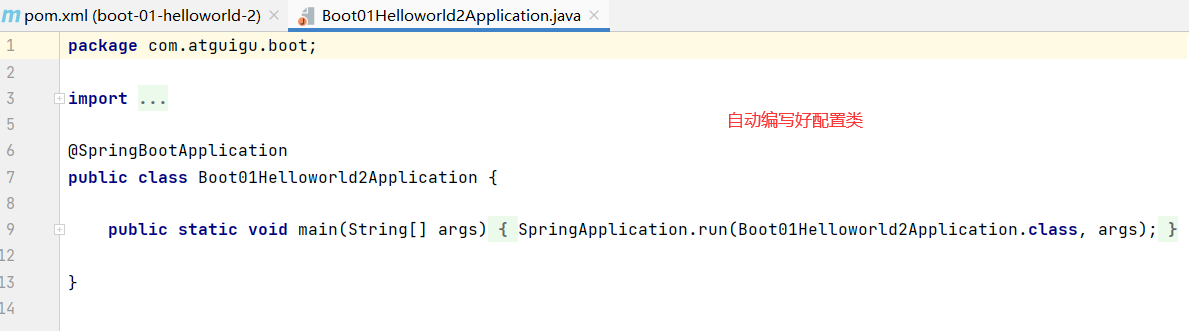 m pom.xml (boot-01-helloworld-2) × Boot01Helloworld2Application.java ×
1 package com.atguigu.boot;
2
3 import ...
5
自动编写好配置类
6 @SpringBootApplication
7 public class Boot01Helloworld2Application {
8
9 public static void main(String[] args) { SpringApplication.run(Boot01Helloworld2Application.class, args); }
12
13 }
14